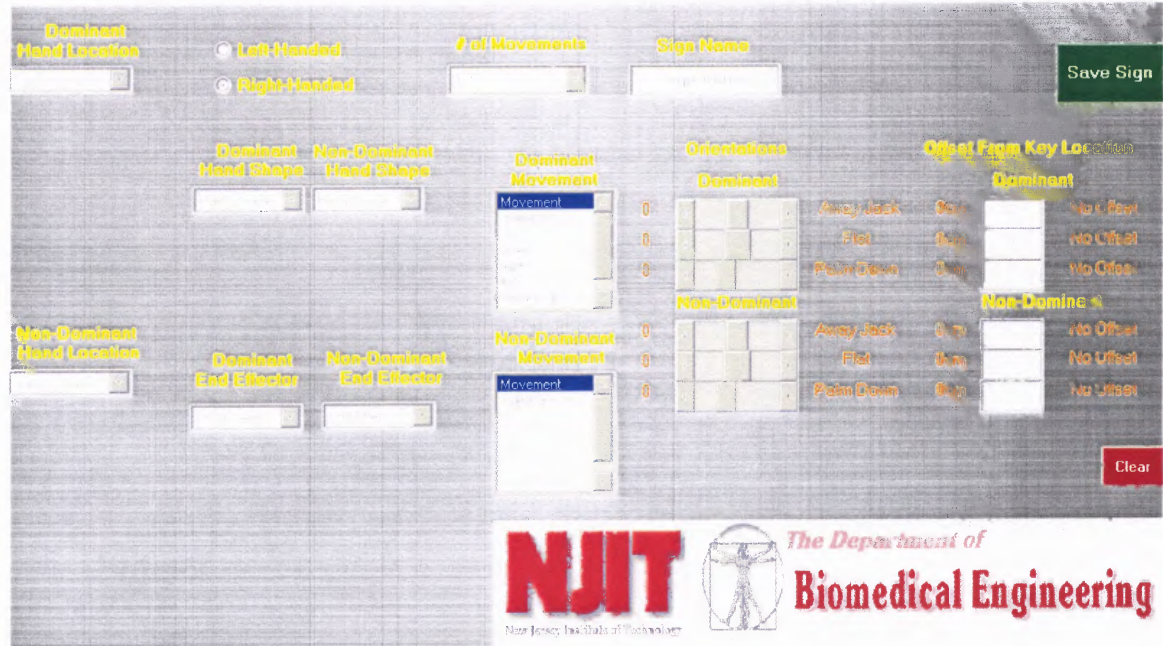 Dominant
Hand Location
Left-Handed
Right-Handed
# of Movements
Sign Name
Save Sign
Dominant
Hand Shape
Non-Dominant
Hand Shape
Dominant
Movement
Movement
Orientations
Dominant
0
0
0
Away Jack
Flat
Palm Down
Offset From Key Location
Dominant
No Offset
No Offset
No Offset
Non-Dominant
Hand Location
Dominant
End Effector
Non-Dominant
End Effector
Non-Dominant
Movement
Movement
Non-Dominant
0
0
0
Away Jack
Flat
Palm Down
Non-Dominant
No Offset
No Offset
No Offset
Clear
NJIT
New Jersey Institute of Technology
The Department of
Biomedical Engineering